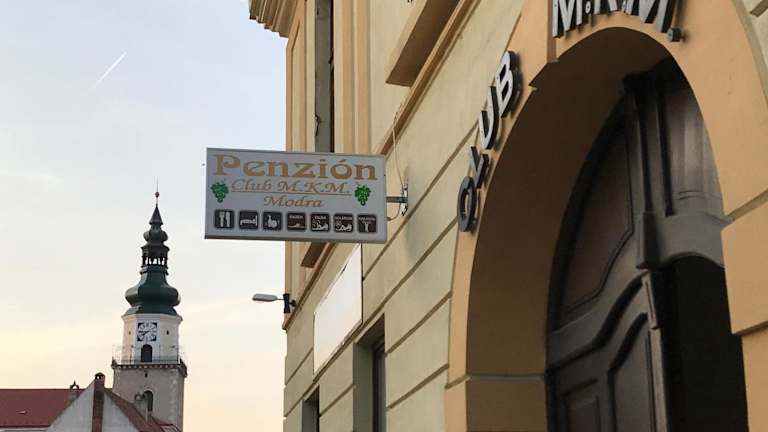 Penzión
Club M.K.M.
Modra
CLUB
M.K.M.